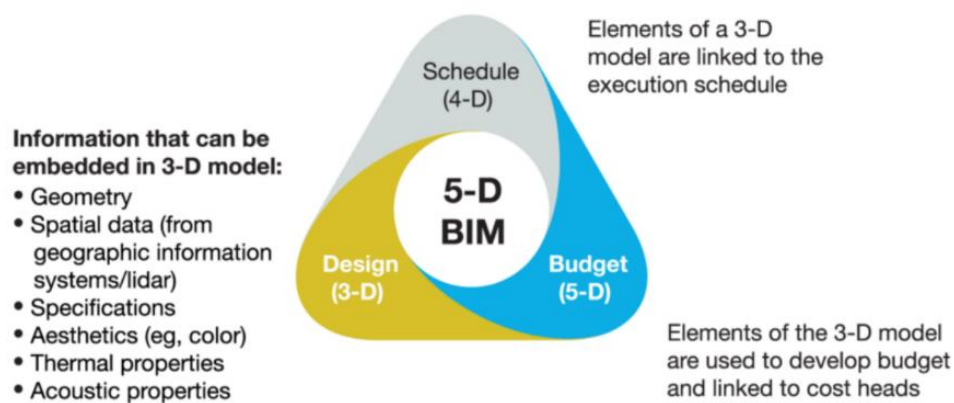 Elements of a 3-D
model are linked to the
execution schedule
Schedule
(4-D)
Information that can be
embedded in 3-D model:
• Geometry
• Spatial data (from
geographic information
systems/lidar)
• Specifications
• Aesthetics (eg, color)
• Thermal properties
• Acoustic properties
5-D
BIM
Design
(3-D)
Budget
(5-D)
Elements of the 3-D model
are used to develop budget
and linked to cost heads